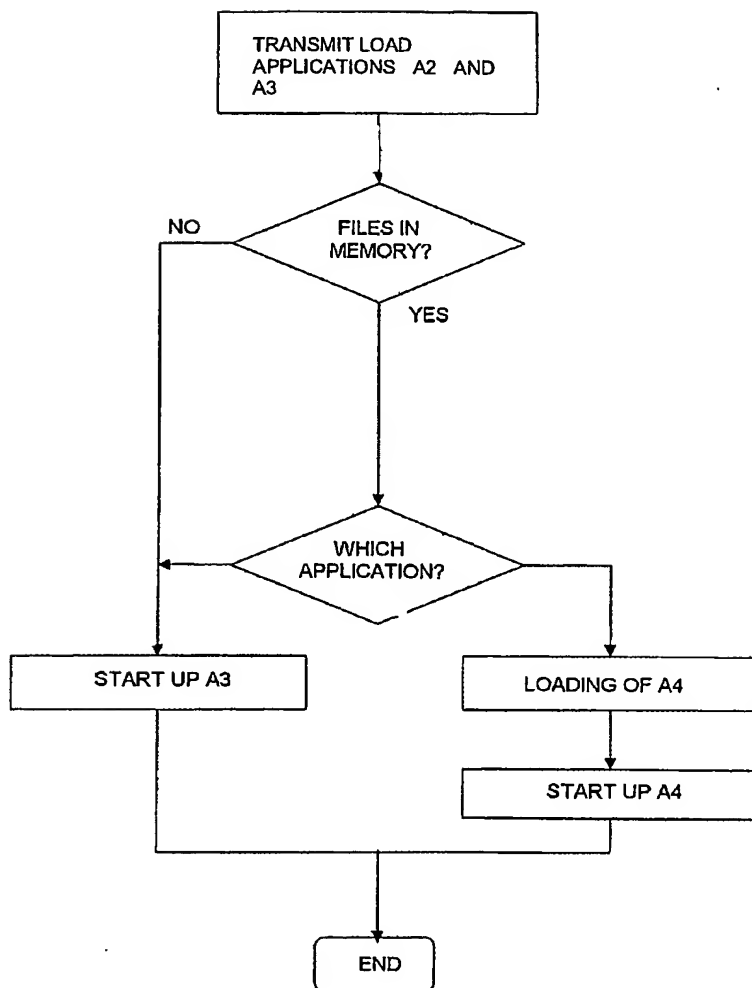 TRANSMIT LOAD
APPLICATIONS A2 AND
A3
NO
FILES IN
MEMORY?
YES
WHICH
APPLICATION?
START UP A3
LOADING OF A4
START UP A4
END